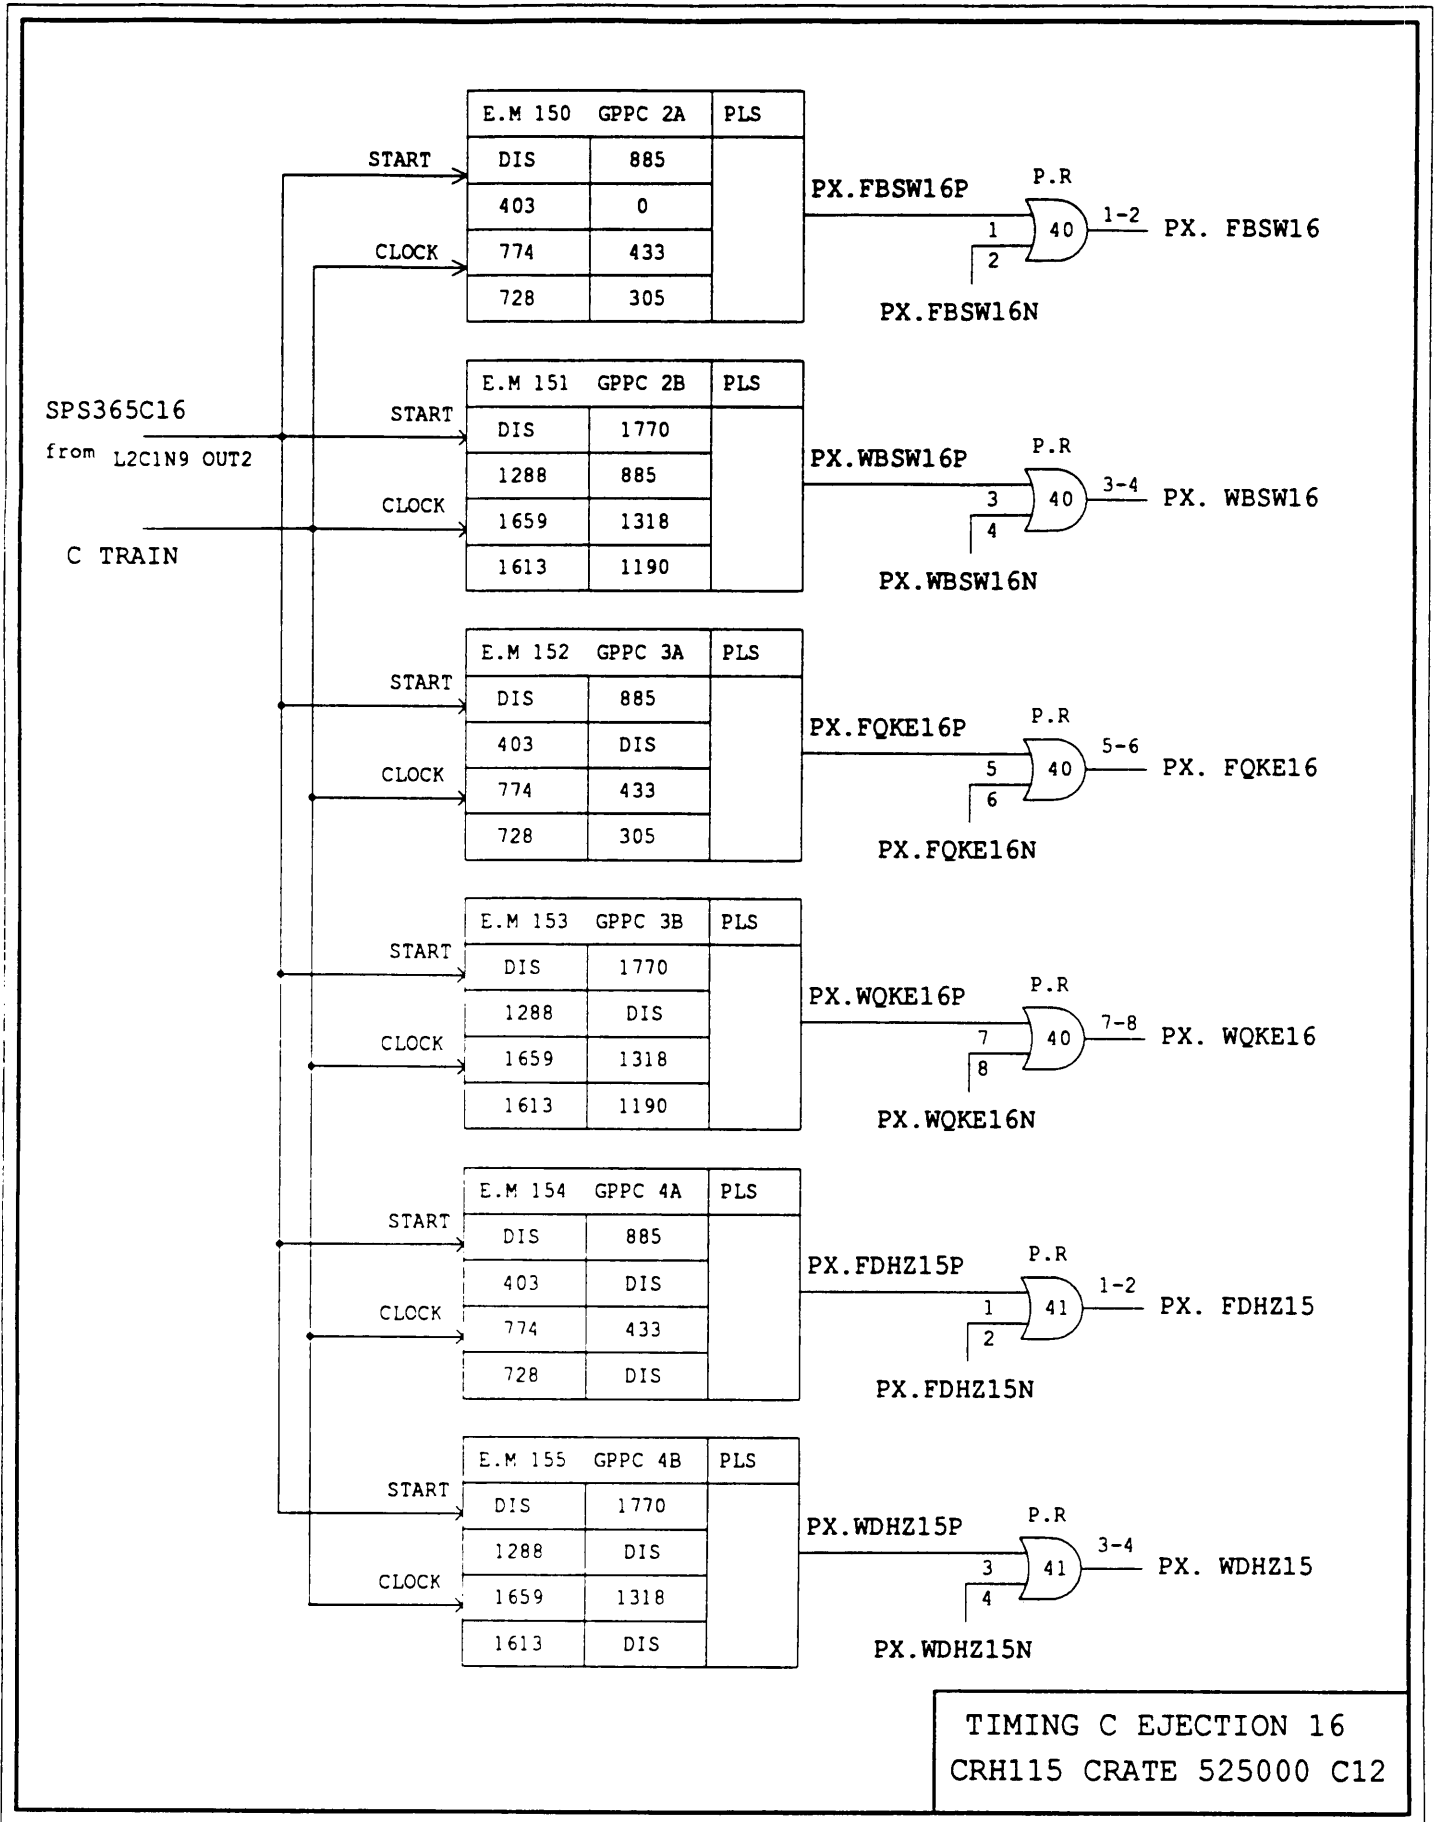 E.M 150 GPPC 2A PLS
START DIS 885
403 0
CLOCK 774 433
728 305
PX.FBSW16P
P.R
1 40 1-2 PX. FBSW16
2
PX.FBSW16N
SPS365C16
from L2C1N9 OUT2
C TRAIN
E.M 151 GPPC 2B PLS
START DIS 1770
1288 885
CLOCK 1659 1318
1613 1190
PX.WBSW16P
P.R
3 40 3-4 PX. WBSW16
4
PX.WBSW16N
E.M 152 GPPC 3A PLS
START DIS 885
403 DIS
CLOCK 774 433
728 305
PX.FQKE16P
P.R
5 40 5-6 PX. FQKE16
6
PX.FQKE16N
E.M 153 GPPC 3B PLS
START DIS 1770
1288 DIS
CLOCK 1659 1318
1613 1190
PX.WQKE16P
P.R
7 40 7-8 PX. WQKE16
8
PX.WQKE16N
E.M 154 GPPC 4A PLS
START DIS 885
403 DIS
CLOCK 774 433
728 DIS
PX.FDHZ15P
P.R
1 41 1-2 PX. FDHZ15
2
PX.FDHZ15N
E.M 155 GPPC 4B PLS
START DIS 1770
1288 DIS
CLOCK 1659 1318
1613 DIS
PX.WDHZ15P
P.R
3 41 3-4 PX. WDHZ15
4
PX.WDHZ15N
TIMING C EJECTION 16
CRH115 CRATE 525000 C12